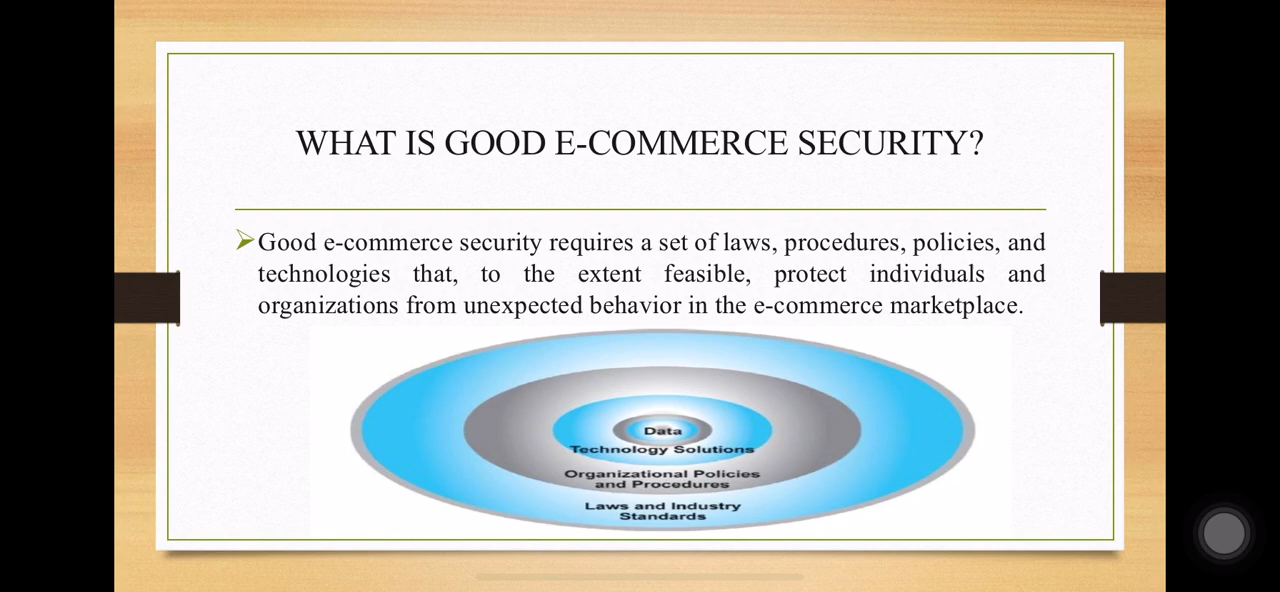 WHAT IS GOOD E-COMMERCE SECURITY?
Good e-commerce security requires a set of laws, procedures, policies, and
technologies that, to the extent feasible, protect individuals and
organizations from unexpected behavior in the e-commerce marketplace.
Data
Technology Solutions
Organizational Policies
and Procedures
Laws and Industry
Standards